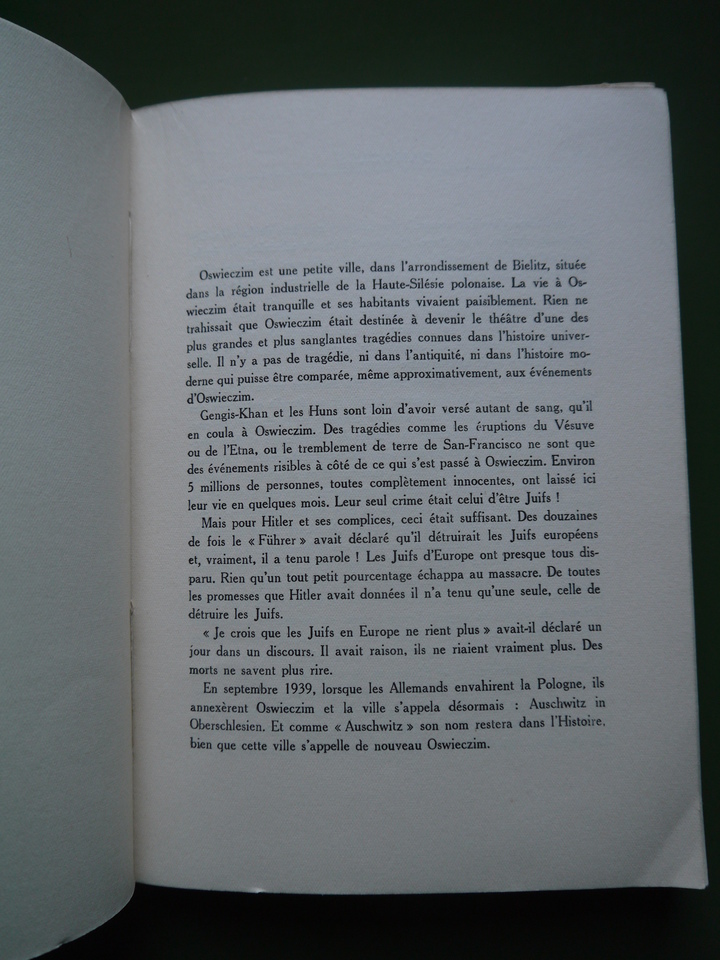 Oswieczim est une petite ville, dans l'arrondissement de Bielitz, située
dans la région industrielle de la Haute-Silésie polonaise. La vie à Os-
wieczim était tranquille et ses habitants vivaient paisiblement. Rien ne
trahissait que Oswieczim était destinée à devenir le théâtre d'une des
plus grandes et plus sanglantes tragédies connues dans l'histoire univer-
selle. Il n'y a pas de tragédie, ni dans l'antiquité, ni dans l'histoire mo-
derne qui puisse être comparée, même approximativement, aux événements
d'Oswieczim.
Gengis-Khan et les Huns sont loin d'avoir versé autant de sang, qu'il
en coula à Oswieczim. Des tragédies comme les éruptions du Vésuve
ou de l'Etna, ou le tremblement de terre de San-Francisco ne sont que
des événements risibles à côté de ce qui s'est passé à Oswieczim. Environ
5 millions de personnes, toutes complètement innocentes, ont laissé ici
leur vie en quelques mois. Leur seul crime était celui d'être Juifs !
Mais pour Hitler et ses complices, ceci était suffisant. Des douzaines
de fois le « Führer » avait déclaré qu'il détruirait les Juifs européens
et, vraiment, il a tenu parole ! Les Juifs d'Europe ont presque tous dis-
paru. Rien qu'un tout petit pourcentage échappa au massacre. De toutes
les promesses que Hitler avait données il n'a tenu qu'une seule, celle de
détruire les Juifs.
« Je crois que les Juifs en Europe ne rient plus » avait-il déclaré un
jour dans un discours. Il avait raison, ils ne riaient vraiment plus. Des
morts ne savent plus rire.
En septembre 1939, lorsque les Allemands envahirent la Pologne, ils
annexèrent Oswieczim et la ville s'appela désormais : Auschwitz in
Oberschlesien. Et comme « Auschwitz » son nom restera dans l'Histoire,
bien que cette ville s'appelle de nouveau Oswieczim.